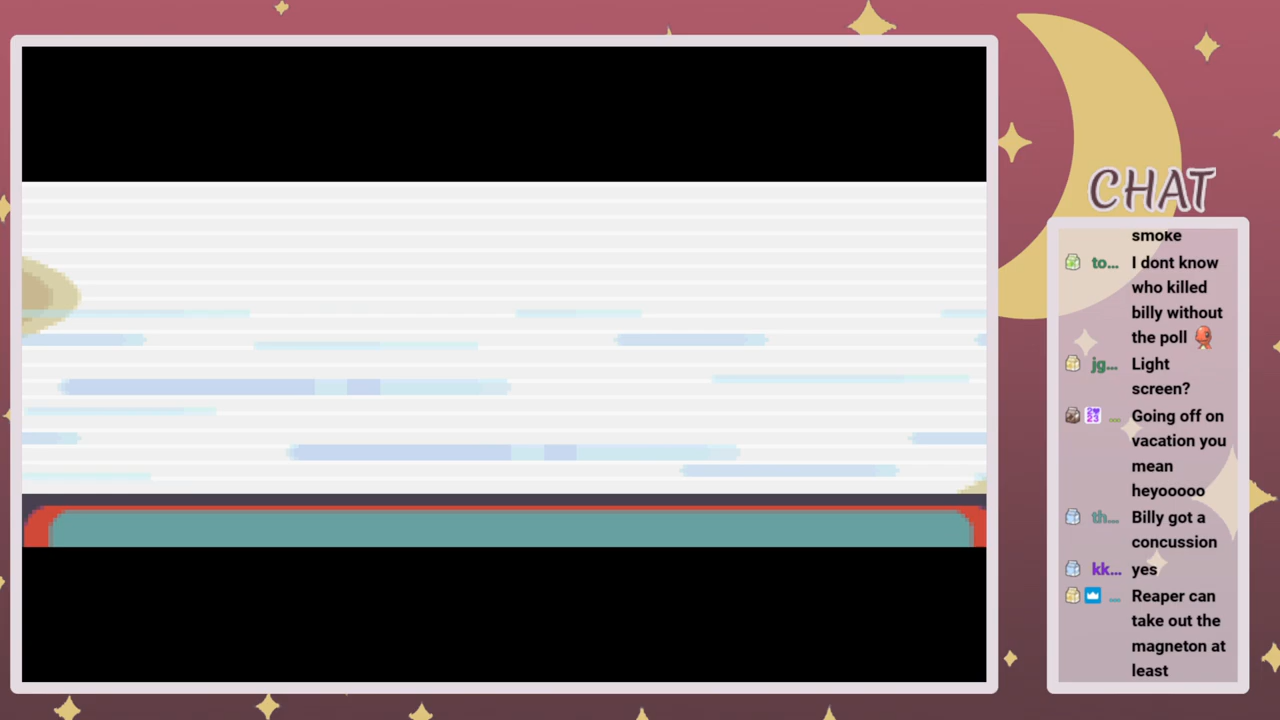 CHAT
smoke
to... I dont know
who killed
billy without
the poll
jg... Light
screen?
... Going off on
vacation you
mean
heyooooo
th... Billy got a
concussion
kk... yes
... Reaper can
take out the
magneton at
least